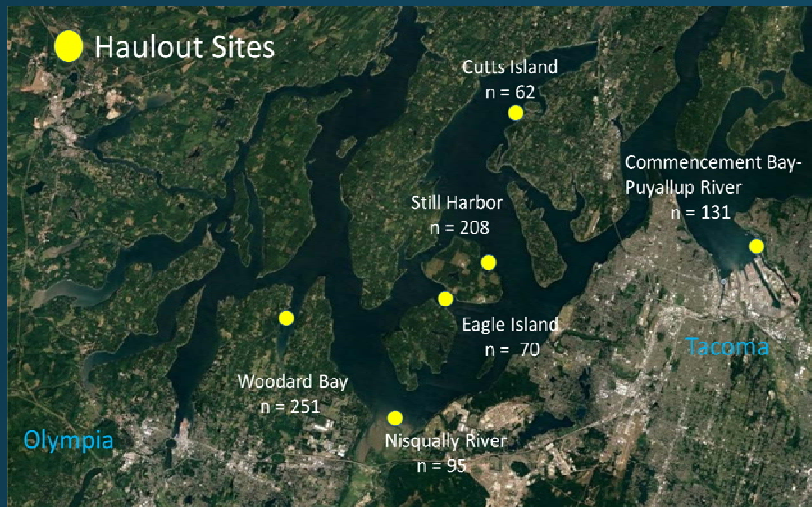 Haulout Sites
Cutts Island
n = 62
Commencement Bay-
Puyallup River
n = 131
Still Harbor
n = 208
Eagle Island
n = 70
Tacoma
Woodard Bay
n = 251
Olympia
Nisqually River
n = 95